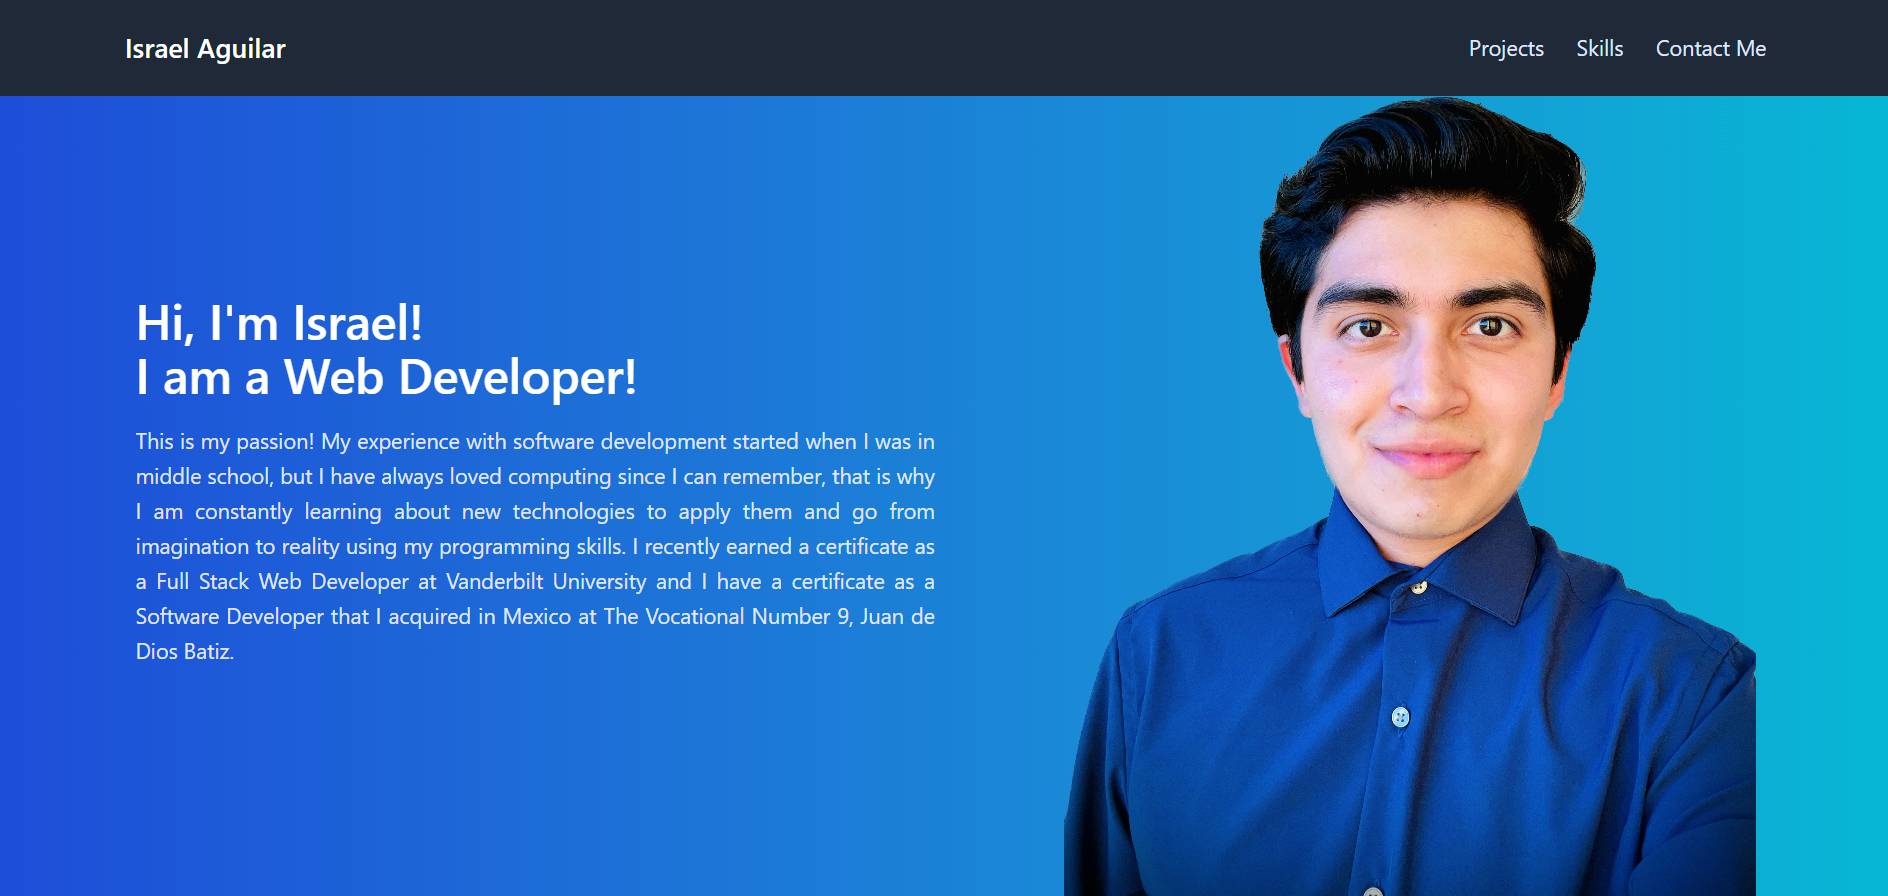 Israel Aguilar
Projects
Skills
Contact Me
Hi, I'm Israel!
I am a Web Developer!
This is my passion! My experience with software development started when I was in
middle school, but I have always loved computing since I can remember, that is why
I am constantly learning about new technologies to apply them and go from
imagination to reality using my programming skills. I recently earned a certificate as
a Full Stack Web Developer at Vanderbilt University and I have a certificate as a
Software Developer that I acquired in Mexico at The Vocational Number 9, Juan de
Dios Batiz.